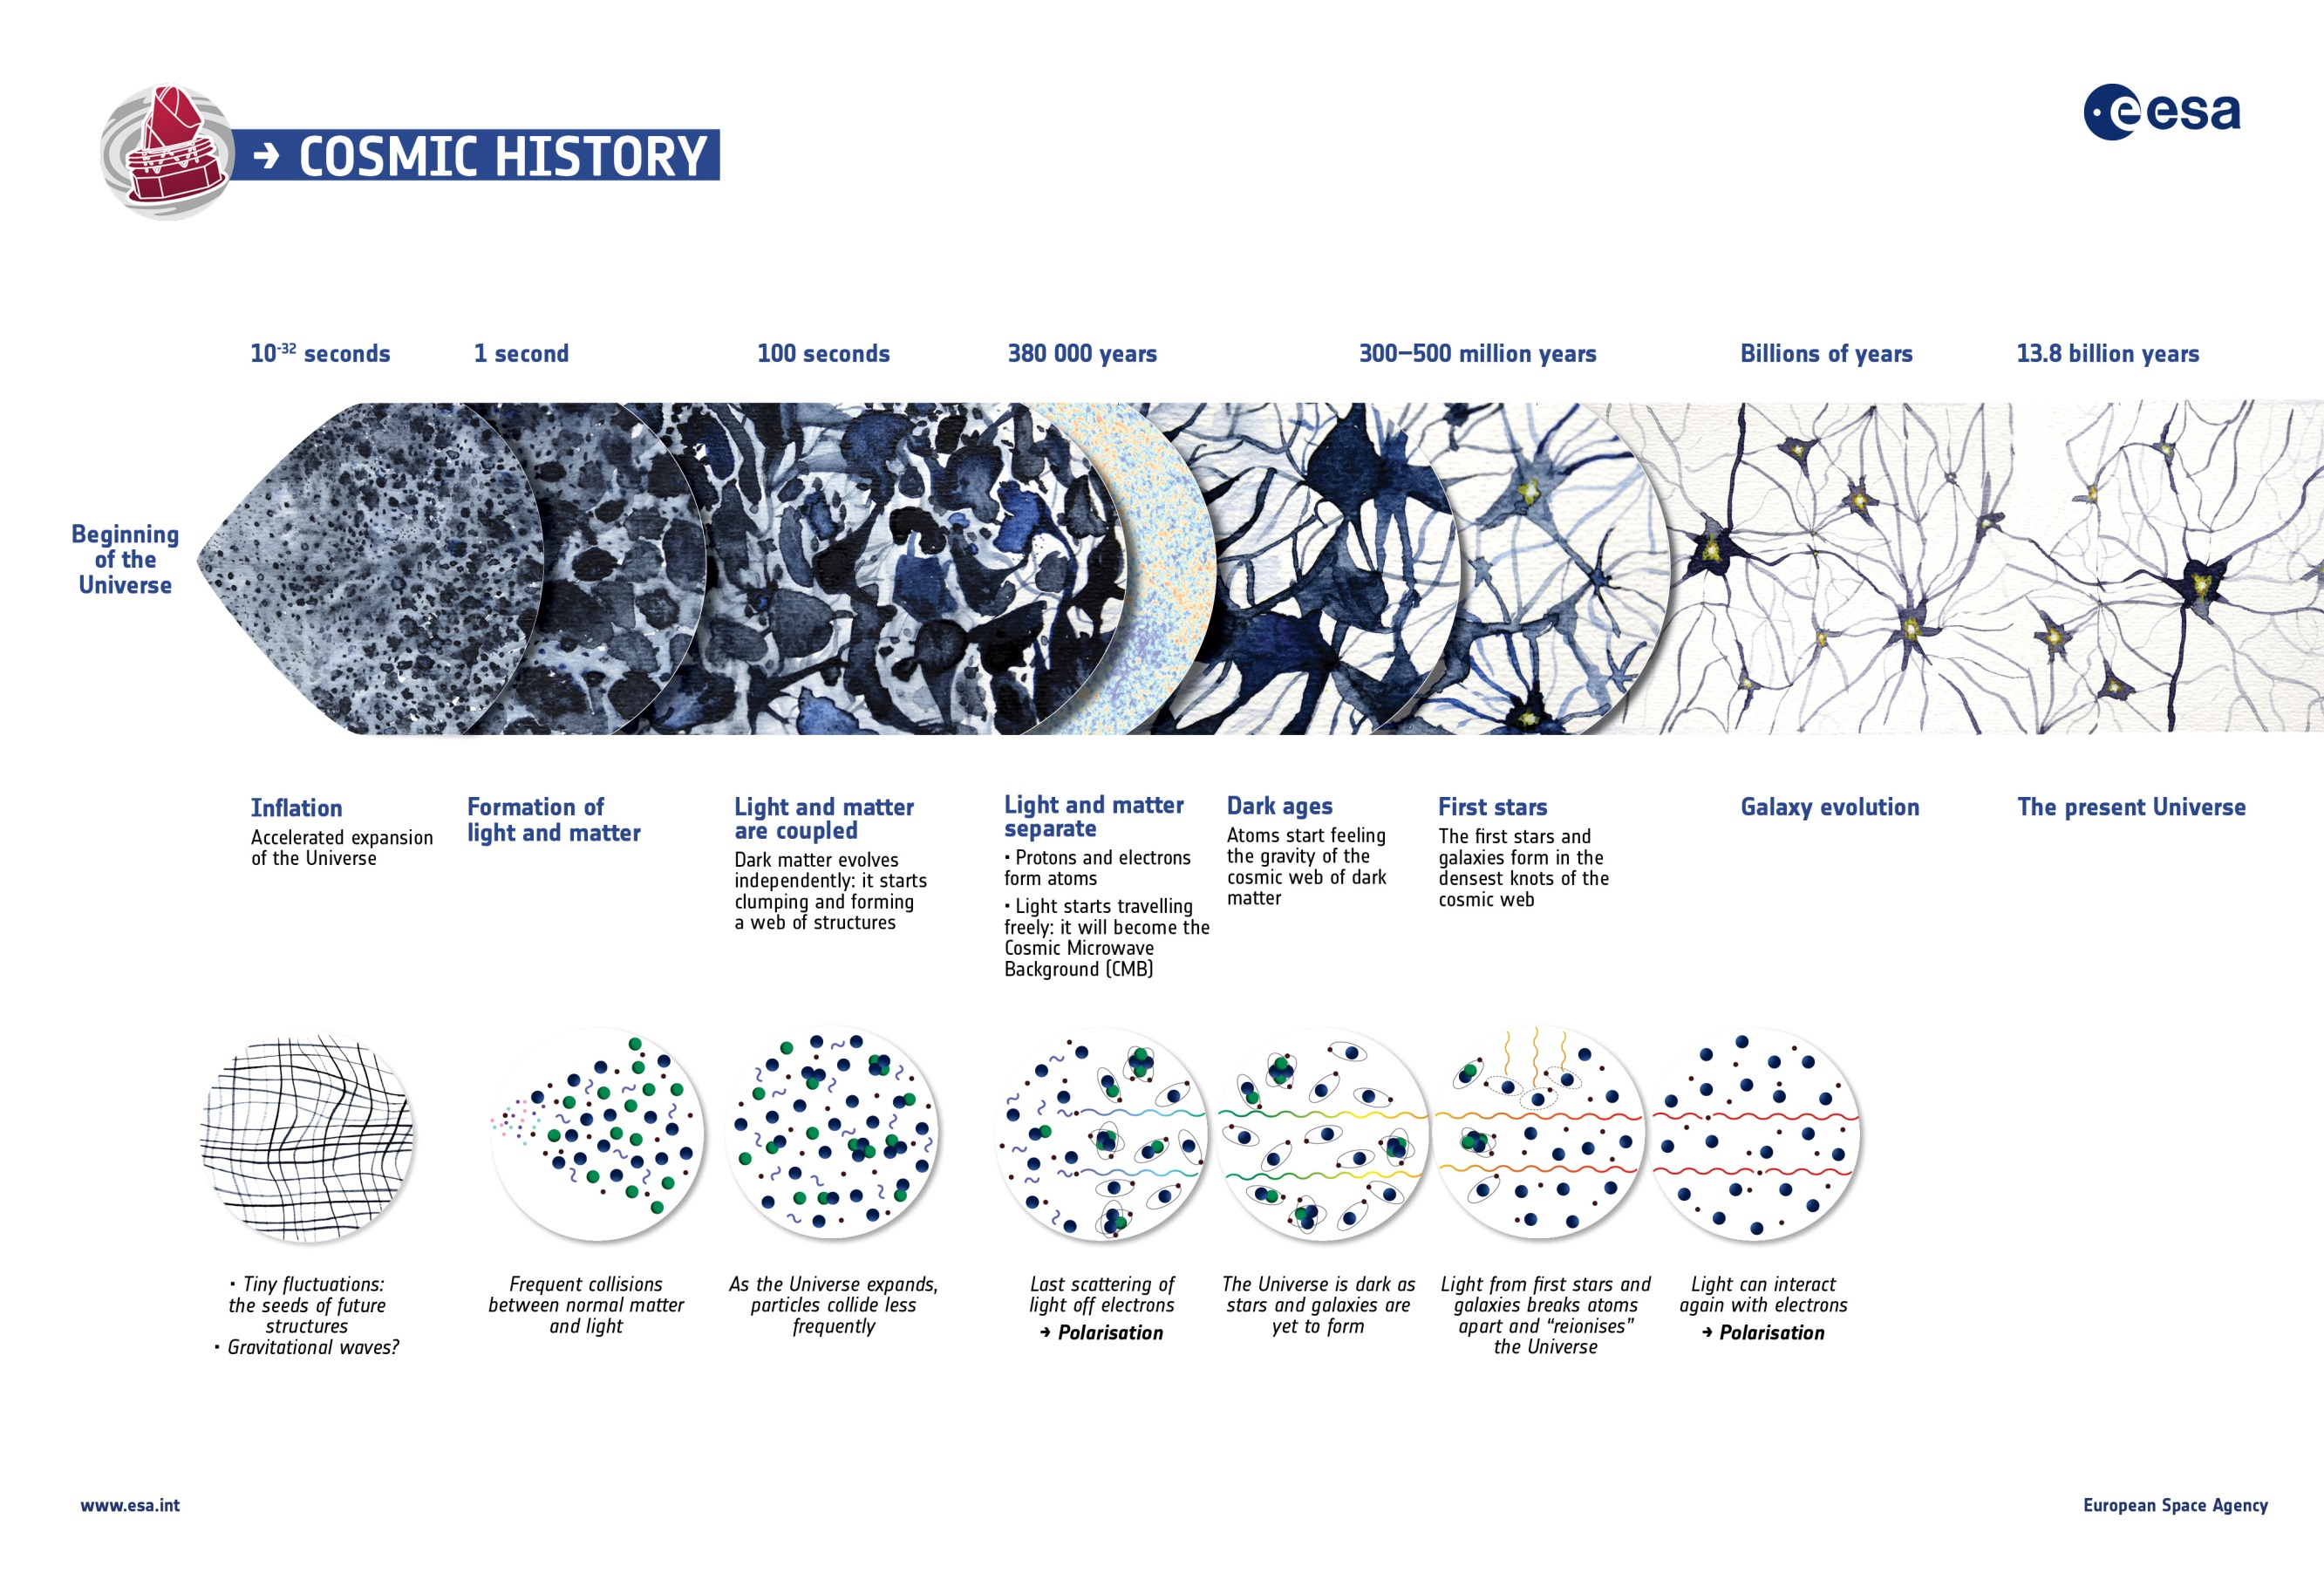 → COSMIC HISTORY
esa
10-32 seconds
1 second
100 seconds
380 000 years
300–500 million years
Billions of years
13.8 billion years
Beginning
of the
Universe
Inflation
Accelerated expansion
of the Universe
Formation of
light and matter
Light and matter
are coupled
Dark matter evolves
independently: it starts
clumping and forming
a web of structures
Light and matter
separate
· Protons and electrons
form atoms
· Light starts travelling
freely: it will become the
Cosmic Microwave
Background (CMB)
Dark ages
Atoms start feeling
the gravity of the
cosmic web of dark
matter
First stars
The first stars and
galaxies form in the
densest knots of the
cosmic web
Galaxy evolution
The present Universe
· Tiny fluctuations:
the seeds of future
structures
· Gravitational waves?
Frequent collisions
between normal matter
and light
As the Universe expands,
particles collide less
frequently
Last scattering of
light off electrons
→ Polarisation
The Universe is dark as
stars and galaxies are
yet to form
Light from first stars and
galaxies breaks atoms
apart and “reionises”
the Universe
Light can interact
again with electrons
→ Polarisation
www.esa.int
European Space Agency